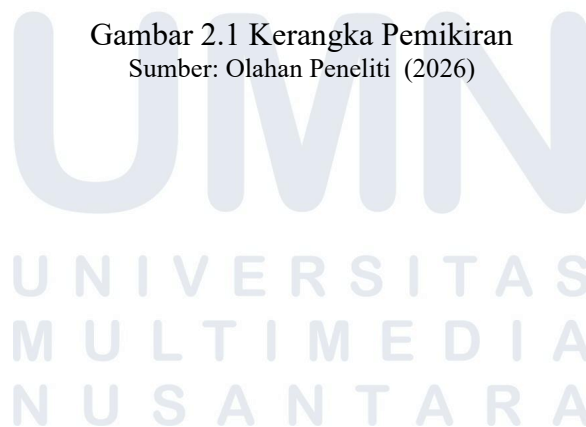 Gambar 2.1 Kerangka Pemikiran
Sumber: Olahan Peneliti (2026)
UMN
UNIVERSITAS
MULTIMEDIA
NUSANTARA